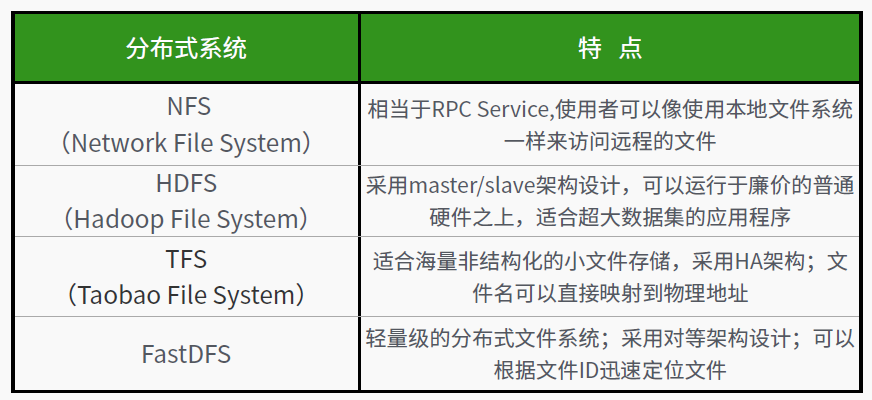 分布式系统
特 点
NFS
（Network File System）
相当于RPC Service,使用者可以像使用本地文件系统
一样来访问远程的文件
HDFS
（Hadoop File System）
采用master/slave架构设计，可以运行于廉价的普通
硬件之上，适合超大数据集的应用程序
TFS
（Taobao File System）
适合海量非结构化的小文件存储，采用HA架构；文
件名可以直接映射到物理地址
FastDFS
轻量级的分布式文件系统；采用对等架构设计；可以
根据文件ID迅速定位文件